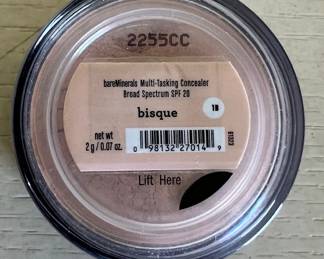 2255CC
bareMinerals Multi-Tasking Concealer
Broad Spectrum SPF 20
bisque
1B
net wt
2 g / 0.07 oz.
0 98132 27014 9
Lift Here